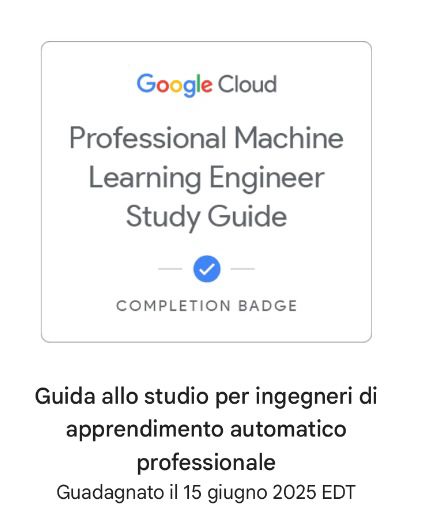 Google Cloud
Professional Machine
Learning Engineer
Study Guide
COMPLETION BADGE
Guida allo studio per ingegneri di
apprendimento automatico
professionale
Guadagnato il 15 giugno 2025 EDT